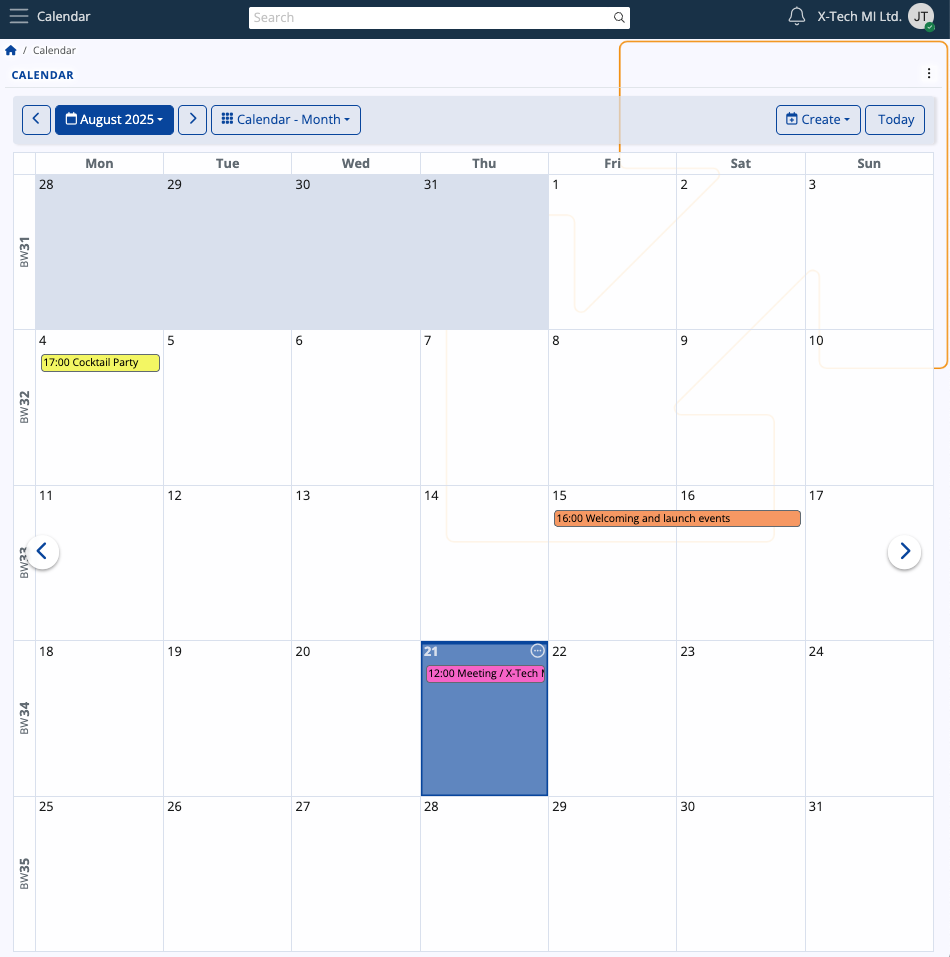 Calendar
Search
X-Tech MI Ltd.
JT
/ Calendar
CALENDAR
August 2025
Calendar - Month
Create
Today
Mon Tue Wed Thu Fri Sat Sun
BW31
28 29 30 31 1 2 3
BW32
4 5 6 7 8 9 10
17:00 Cocktail Party
BW33
11 12 13 14 15 16 17
16:00 Welcoming and launch events
BW34
18 19 20 21 22 23 24
12:00 Meeting / X-Tech
BW35
25 26 27 28 29 30 31